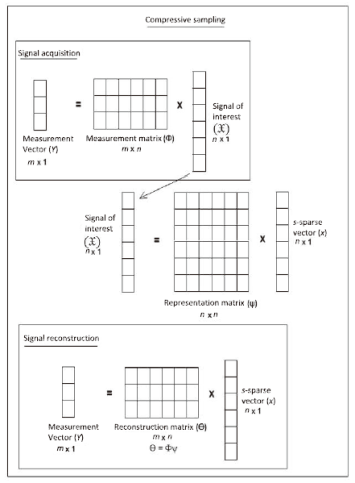 Compressive sampling
Signal acquisition
=
x
Measurement
Vector (Y)
m x 1
Measurement matrix (Φ)
m x n
Signal of
interest
(𝔛)
n x 1
Signal of
interest
(𝔛)
n x 1
=
x
s-sparse
vector (x)
n x 1
Representation matrix (ψ)
n x n
Signal reconstruction
=
x
Measurement
Vector (Y)
m x 1
Reconstruction matrix (Θ)
m x n
Θ = Φψ
s-sparse
vector (x)
n x 1